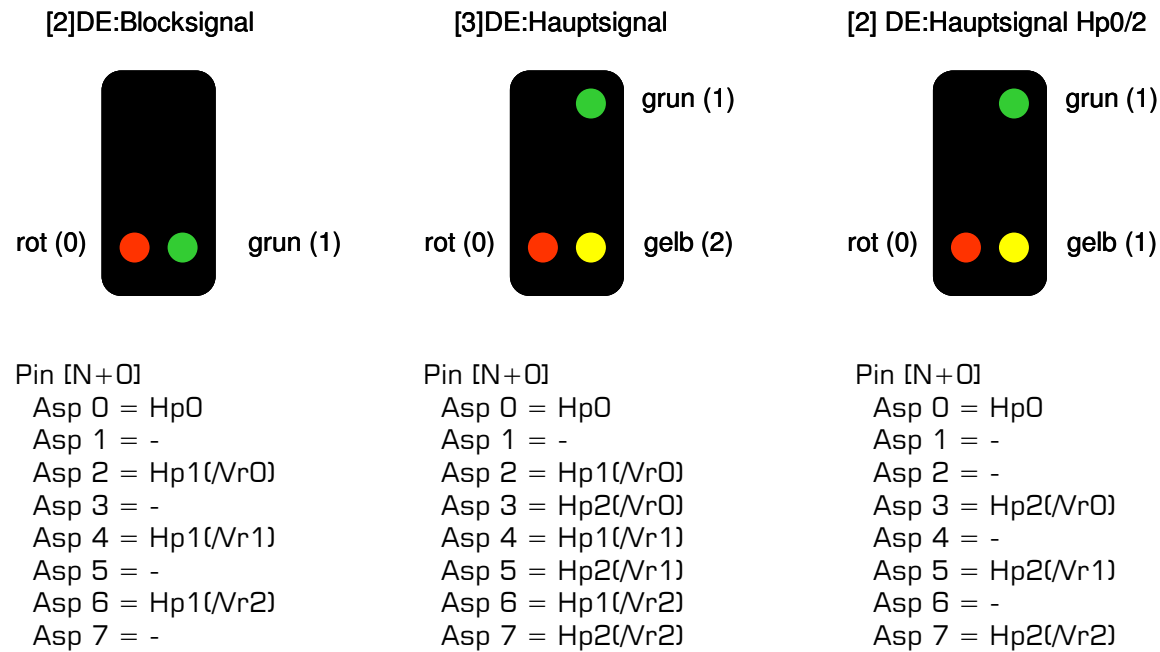 [2]DE:Blocksignal
rot (0)
grun (1)
Pin [N+0]
Asp 0 = Hp0
Asp 1 = -
Asp 2 = Hp1(/Vr0)
Asp 3 = -
Asp 4 = Hp1(/Vr1)
Asp 5 = -
Asp 6 = Hp1(/Vr2)
Asp 7 = -
[3]DE:Hauptsignal
grun (1)
rot (0)
gelb (2)
Pin [N+0]
Asp 0 = Hp0
Asp 1 = -
Asp 2 = Hp1(/Vr0)
Asp 3 = Hp2(/Vr0)
Asp 4 = Hp1(/Vr1)
Asp 5 = Hp2(/Vr1)
Asp 6 = Hp1(/Vr2)
Asp 7 = Hp2(/Vr2)
[2] DE:Hauptsignal Hp0/2
grun (1)
rot (0)
gelb (1)
Pin [N+0]
Asp 0 = Hp0
Asp 1 = -
Asp 2 = -
Asp 3 = Hp2(/Vr0)
Asp 4 = -
Asp 5 = Hp2(/Vr1)
Asp 6 = -
Asp 7 = Hp2(/Vr2)